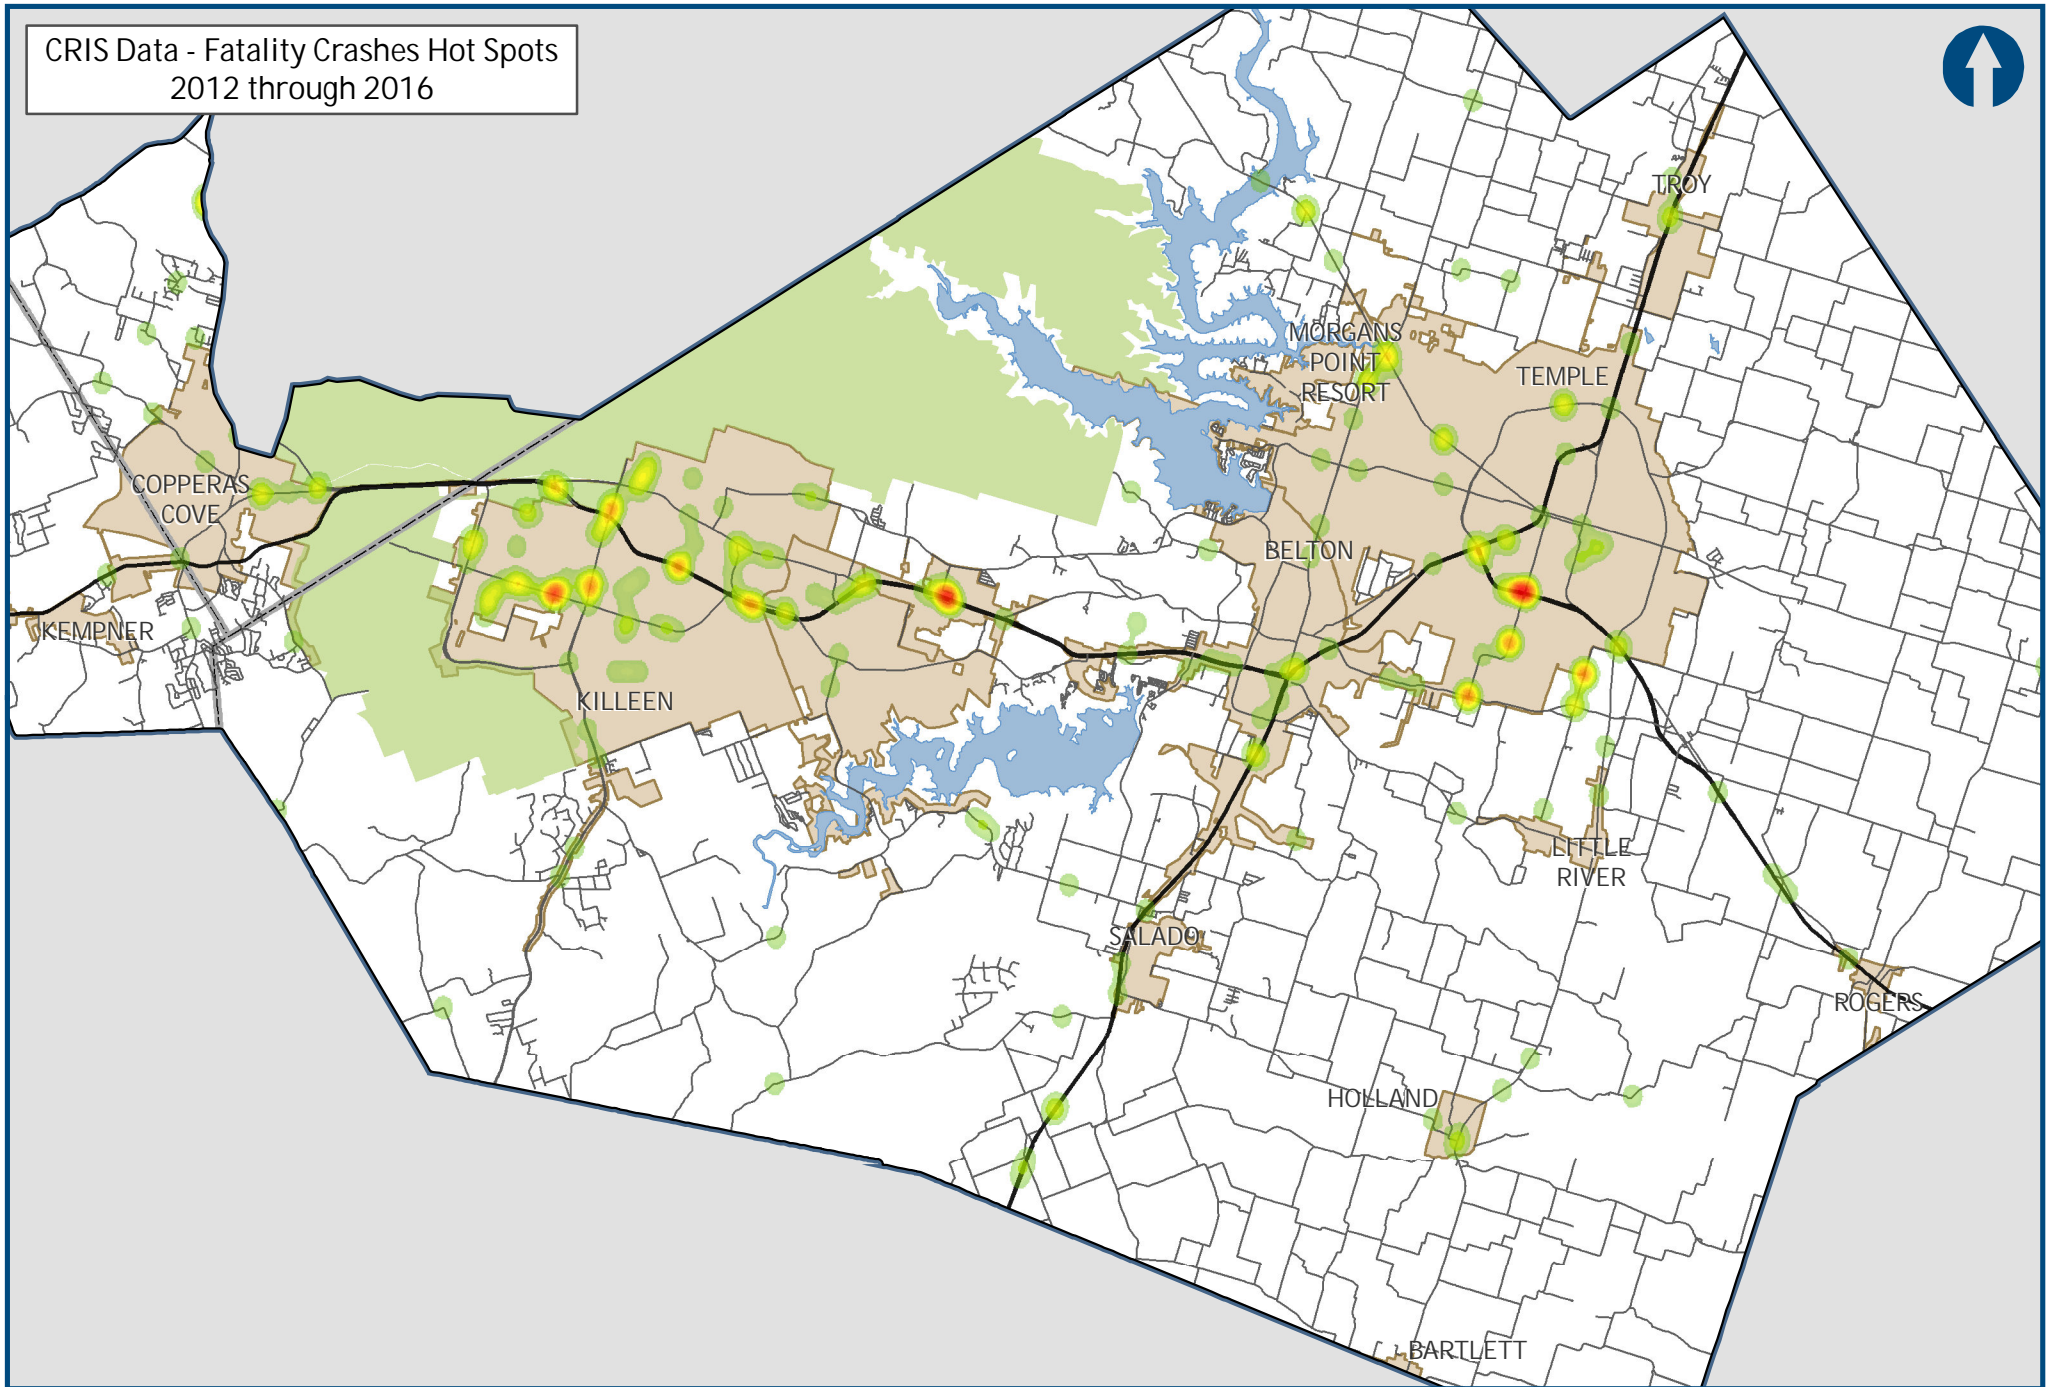 CRIS Data - Fatality Crashes Hot Spots
2012 through 2016
TROY
MORGANS
POINT
RESORT
TEMPLE
COPPERAS
COVE
BELTON
KEMPNER
KILLEEN
LITTLE
RIVER
SALADO
ROGERS
HOLLAND
BARTLETT